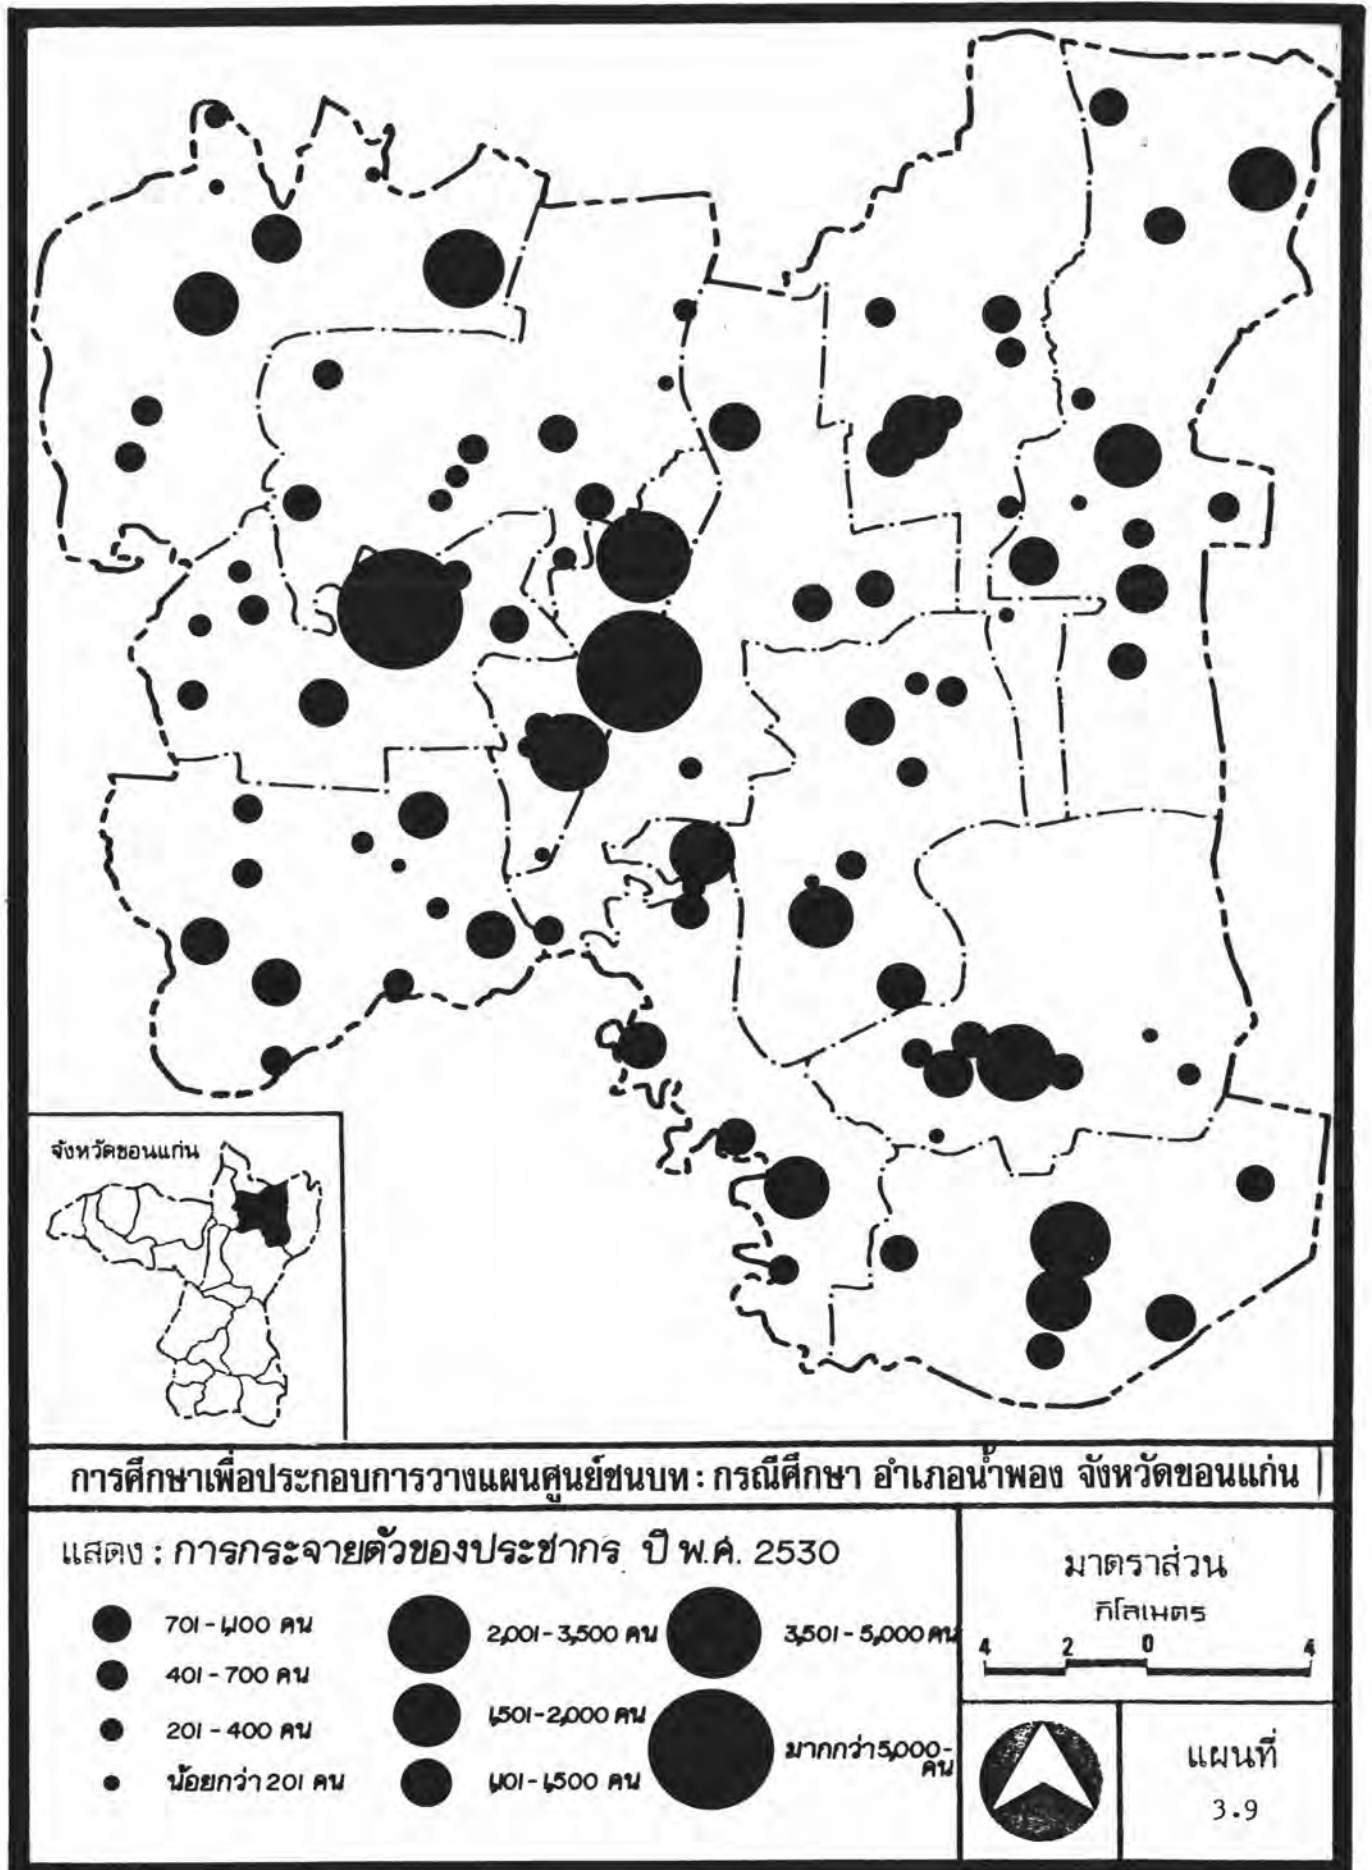 จังหวัดขอนแก่น
การศึกษาเพื่อประกอบการวางแผนศูนย์ชนบท : กรณีศึกษา อำเภอน้ำพอง จังหวัดขอนแก่น
แสดง : การกระจายตัวของประชากร ปี พ.ศ. 2530
701-1,100 คน
401-700 คน
201-400 คน
น้อยกว่า 201 คน
2,001-3,500 คน
1,501-2,000 คน
1,101-1,500 คน
3,501-5,000 คน
มากกว่า 5,000-
คน
มาตราส่วน
กิโลเมตร
4 2 0 4
แผนที่
3.9